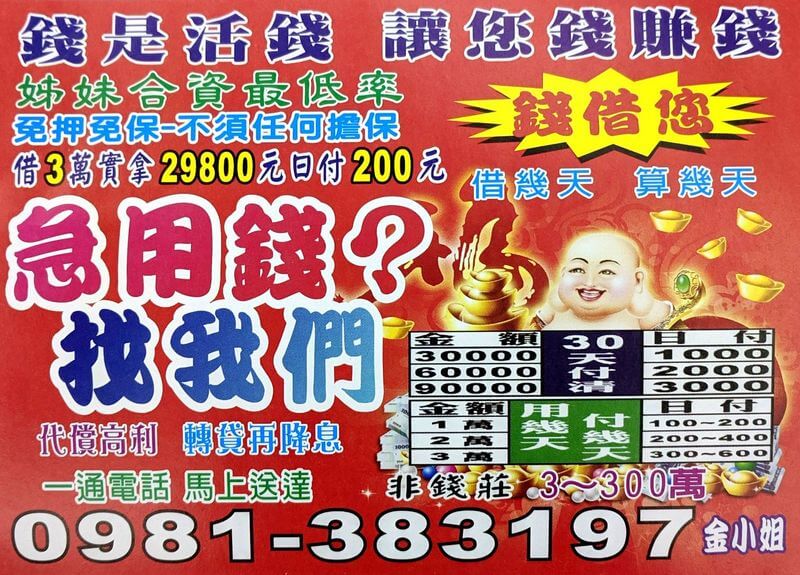 錢是活錢 讓您錢賺錢
姊妹合資最低率
免押免保-不須任何擔保
借3萬實拿29800元日付200元
錢借您
借幾天 算幾天
急用錢?
找我們
金額 30天付清 日付
30000 1000
60000 2000
90000 3000
金額 用幾天 付幾天 日付
1萬 100~200
2萬 200~400
3萬 300~600
代償高利 轉貸再降息
一通電話 馬上送達
非錢莊 3~300萬
0981-383197 金小姐